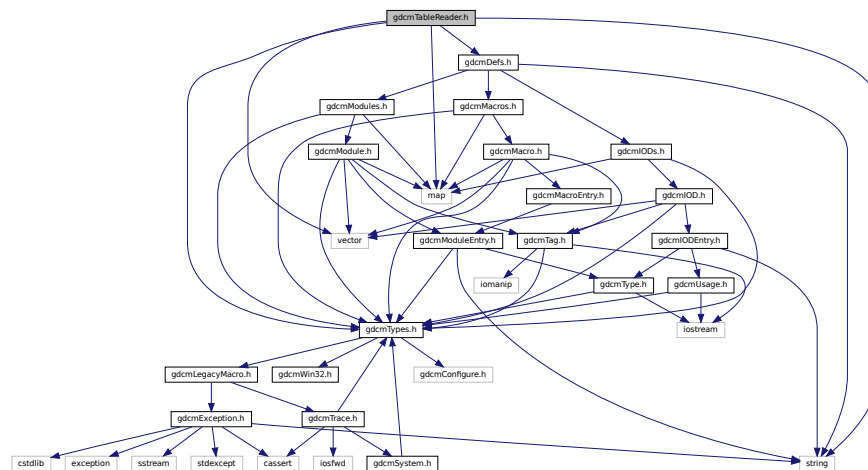 gdcmTableReader.h
gdcmDefs.h
gdcmModules.h
gdcmMacros.h
gdcmModule.h
gdcmMacro.h
gdcmIODs.h
map
gdcmMacroEntry.h
gdcmIOD.h
vector
gdcmModuleEntry.h
gdcmTag.h
gdcmIODEntry.h
iomanip
gdcmType.h
gdcmUsage.h
gdcmTypes.h
iostream
gdcmLegacyMacro.h
gdcmWin32.h
gdcmConfigure.h
gdcmException.h
gdcmTrace.h
cstdlib
exception
sstream
stdexcept
cassert
iosfwd
gdcmSystem.h
string